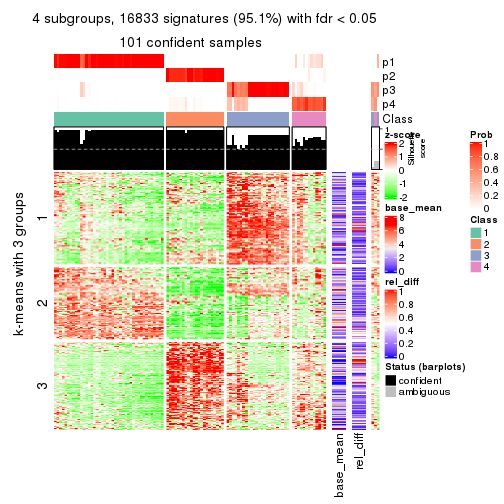 4 subgroups, 16833 signatures (95.1%) with fdr < 0.05
101 confident samples
p1
p2
p3
p4
Class
1
Silhouette
score
k-means with 3 groups
1
2
3
base_mean
rel_diff
z-score
2
1
0
-1
-2
base_mean
8
6
4
2
0
rel_diff
1
0.8
0.6
0.4
0.2
0
Status (barplots)
confident
ambiguous
Prob
1
0.8
0.6
0.4
0.2
0
Class
1
2
3
4